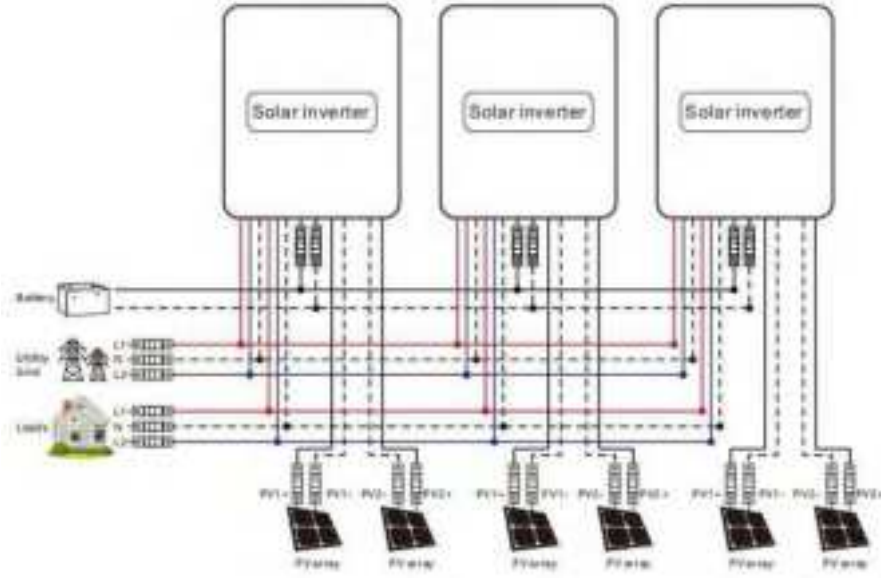 Solar inverter
Solar inverter
Solar inverter
Battery
Utility
L1
N
L2
Loads
L1
N
L2
PV1+
PV1-
PV2-
PV2+
PV1+
PV1-
PV2-
PV2+
PV1+
PV1-
PV2-
PV2+
PV array
PV array
PV array
PV array
PV array
PV array